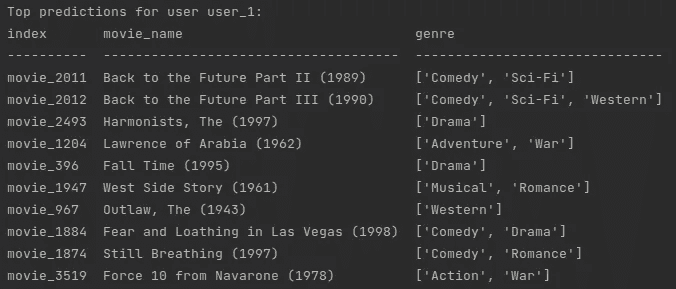 Top predictions for user user_1:
index       movie_name                             genre
----------  -------------------------------------  -------------------------------
movie_2011  Back to the Future Part II (1989)      ['Comedy', 'Sci-Fi']
movie_2012  Back to the Future Part III (1990)     ['Comedy', 'Sci-Fi', 'Western']
movie_2493  Harmonists, The (1997)                 ['Drama']
movie_1204  Lawrence of Arabia (1962)              ['Adventure', 'War']
movie_396   Fall Time (1995)                       ['Drama']
movie_1947  West Side Story (1961)                 ['Musical', 'Romance']
movie_967   Outlaw, The (1943)                     ['Western']
movie_1884  Fear and Loathing in Las Vegas (1998)  ['Comedy', 'Drama']
movie_1874  Still Breathing (1997)                 ['Comedy', 'Romance']
movie_3519  Force 10 from Navarone (1978)          ['Action', 'War']